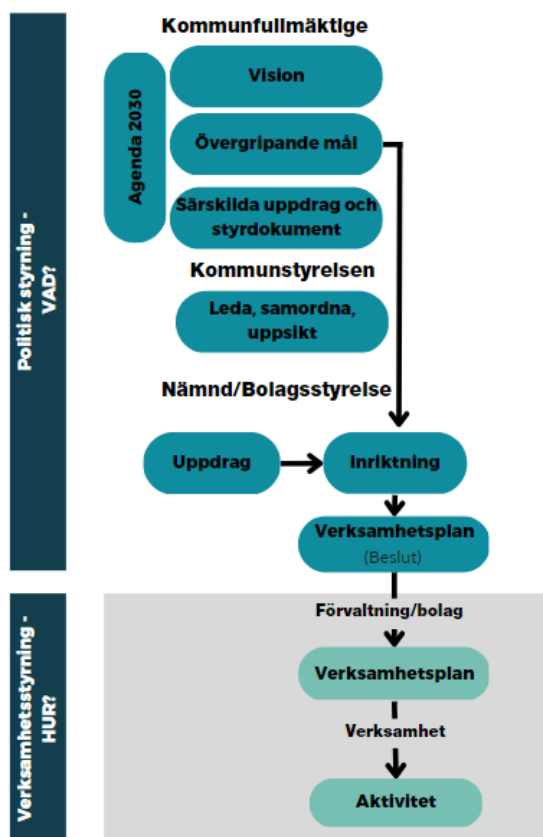 Politisk styrning -
VAD?
Kommunfullmäktige
Agenda 2030
Vision
Övergripande mål
Särskilda uppdrag och
styrdokument
Kommunstyrelsen
Leda, samordna,
uppsikt
Nämnd/Bolagsstyrelse
Uppdrag
Inriktning
Verksamhetsplan
(Beslut)
Verksamhetsstyrning -
HUR?
Förvaltning/bolag
Verksamhetsplan
Verksamhet
Aktivitet